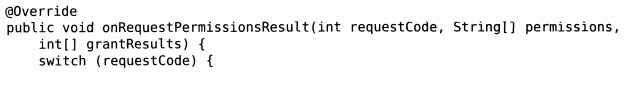 @Override
public void onRequestPermissionsResult(int requestCode, String[] permissions,
    int[] grantResults) {
    switch (requestCode) {